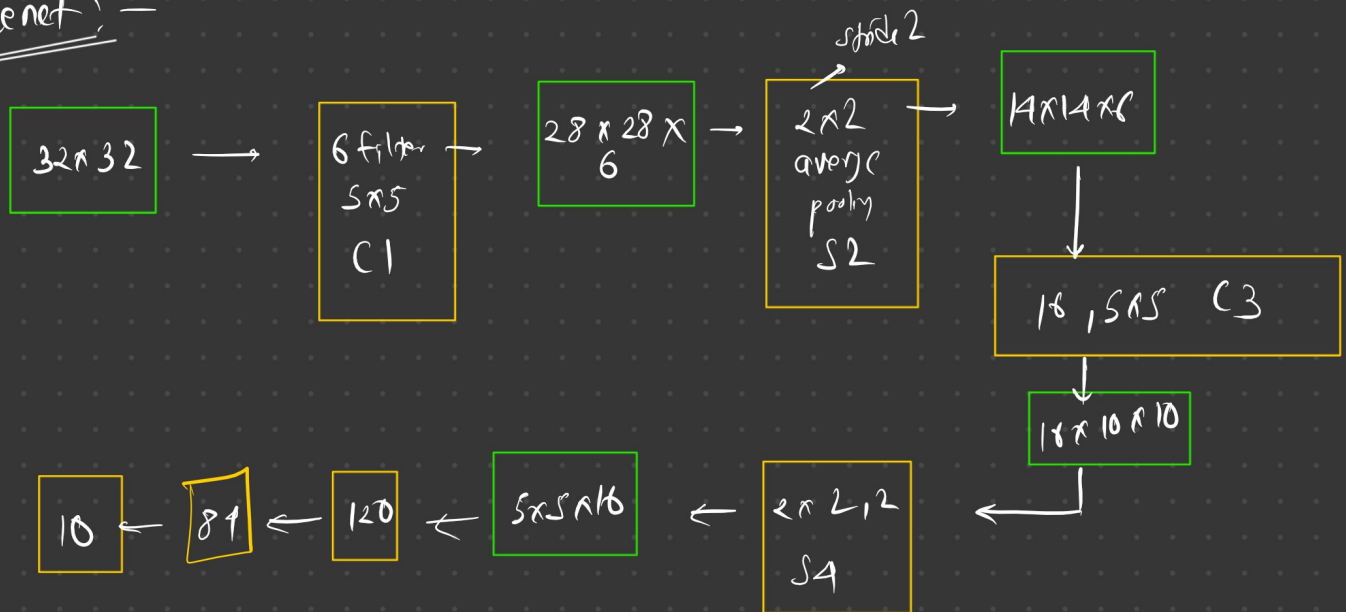 enet :-
32x32
6 filter
5x5
C1
28 x 28 x
6
stride 2
2x2
averge
pooling
S2
14x14x6
16, 5x5 C3
16 x 10 x 10
2x2,2
S4
5x5x16
120
84
10